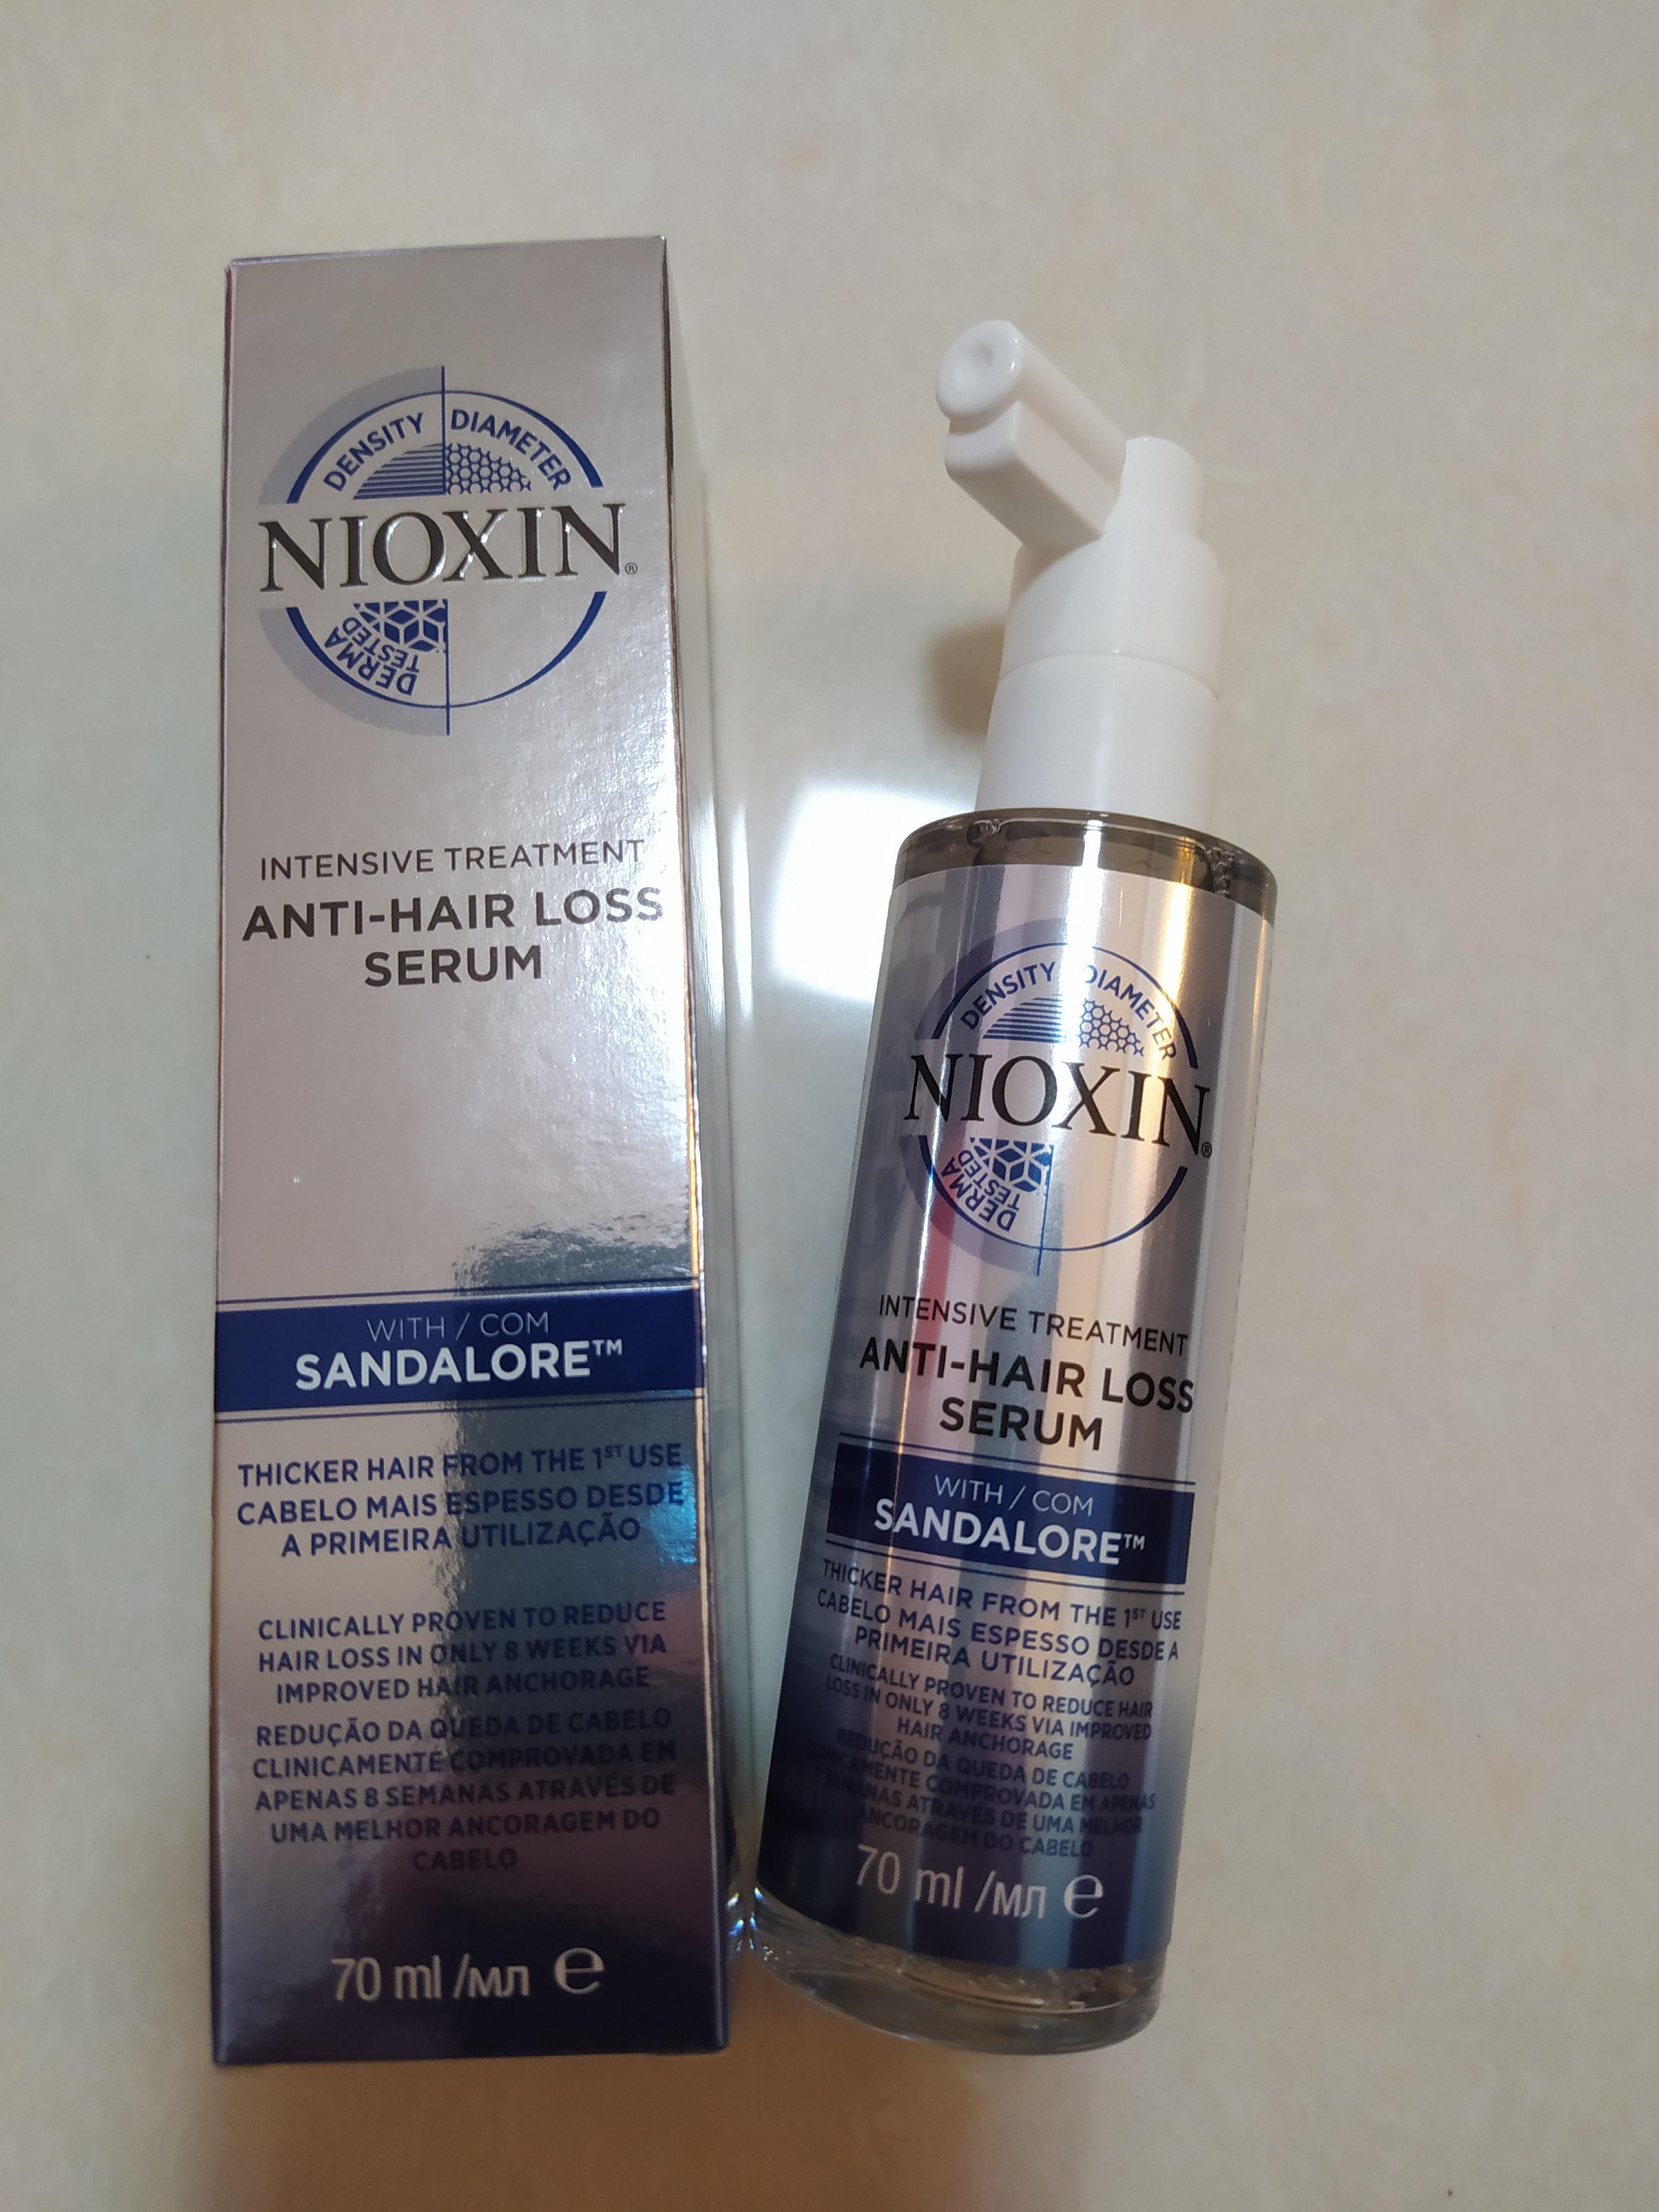 DENSITY DIAMETER
NIOXIN®
DERMA
TESTED
INTENSIVE TREATMENT
ANTI-HAIR LOSS
SERUM
WITH / COM
SANDALORE™
THICKER HAIR FROM THE 1ST USE
CABELO MAIS ESPESSO DESDE
A PRIMEIRA UTILIZAÇÃO
CLINICALLY PROVEN TO REDUCE
HAIR LOSS IN ONLY 8 WEEKS VIA
IMPROVED HAIR ANCHORAGE
REDUÇÃO DA QUEDA DE CABELO
CLINICAMENTE COMPROVADA EM
APENAS 8 SEMANAS ATRAVÉS DE
UMA MELHOR ANCORAGEM DO
CABELO
70 ml /мл ℮
DENSITY DIAMETER
NIOXIN®
DERMA
TESTED
INTENSIVE TREATMENT
ANTI-HAIR LOSS
SERUM
WITH / COM
SANDALORE™
THICKER HAIR FROM THE 1ST USE
CABELO MAIS ESPESSO DESDE A
PRIMEIRA UTILIZAÇÃO
CLINICALLY PROVEN TO REDUCE HAIR
LOSS IN ONLY 8 WEEKS VIA IMPROVED
HAIR ANCHORAGE
REDUÇÃO DA QUEDA DE CABELO
COMPROVADA EM APENAS
SEMANAS ATRAVÉS DE UMA MELHOR
ANCORAGEM DO CABELO
70 ml /мл ℮